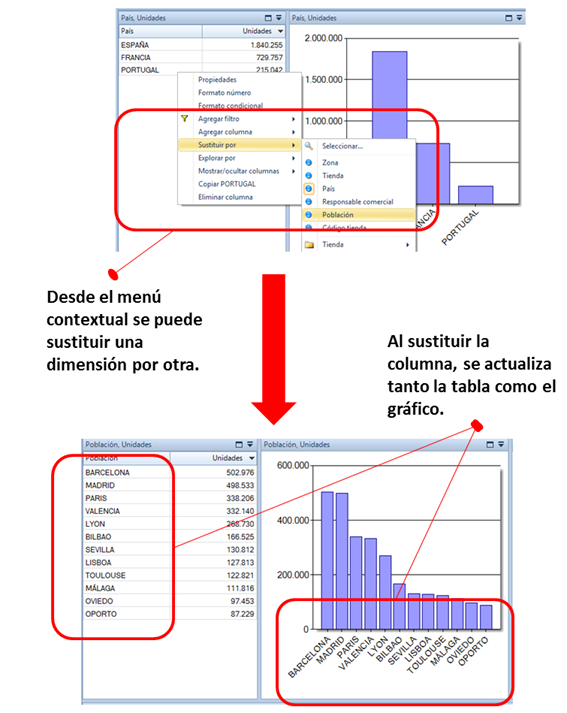 País, Unidades
País Unidades
ESPAÑA 1.840.255
FRANCIA 729.757
PORTUGAL 215.042
Propiedades
Formato número
Formato condicional
Agregar filtro
Agregar columna
Sustituir por
Explorar por
Mostrar/ocultar columnas
Copiar PORTUGAL
Eliminar columna
Seleccionar...
Zona
Tienda
País
Responsable comercial
Población
Código tienda
Tienda
País, Unidades
2.000.000
1.500.000
1.000.000
ANCIA
PORTUGAL
Desde el menú
contextual se puede
sustituir una
dimensión por otra.
Al sustituir la
columna, se actualiza
tanto la tabla como el
gráfico.
Población, Unidades
Población Unidades
BARCELONA 502.976
MADRID 498.533
PARIS 338.206
VALENCIA 332.140
LYON 268.730
BILBAO 166.525
SEVILLA 130.812
LISBOA 127.813
TOULOUSE 122.821
MÁLAGA 111.816
OVIEDO 97.453
OPORTO 87.229
Población, Unidades
600.000
400.000
200.000
0
BARCELONA
MADRID
PARIS
VALENCIA
LYON
BILBAO
SEVILLA
LISBOA
TOULOUSE
MÁLAGA
OVIEDO
OPORTO